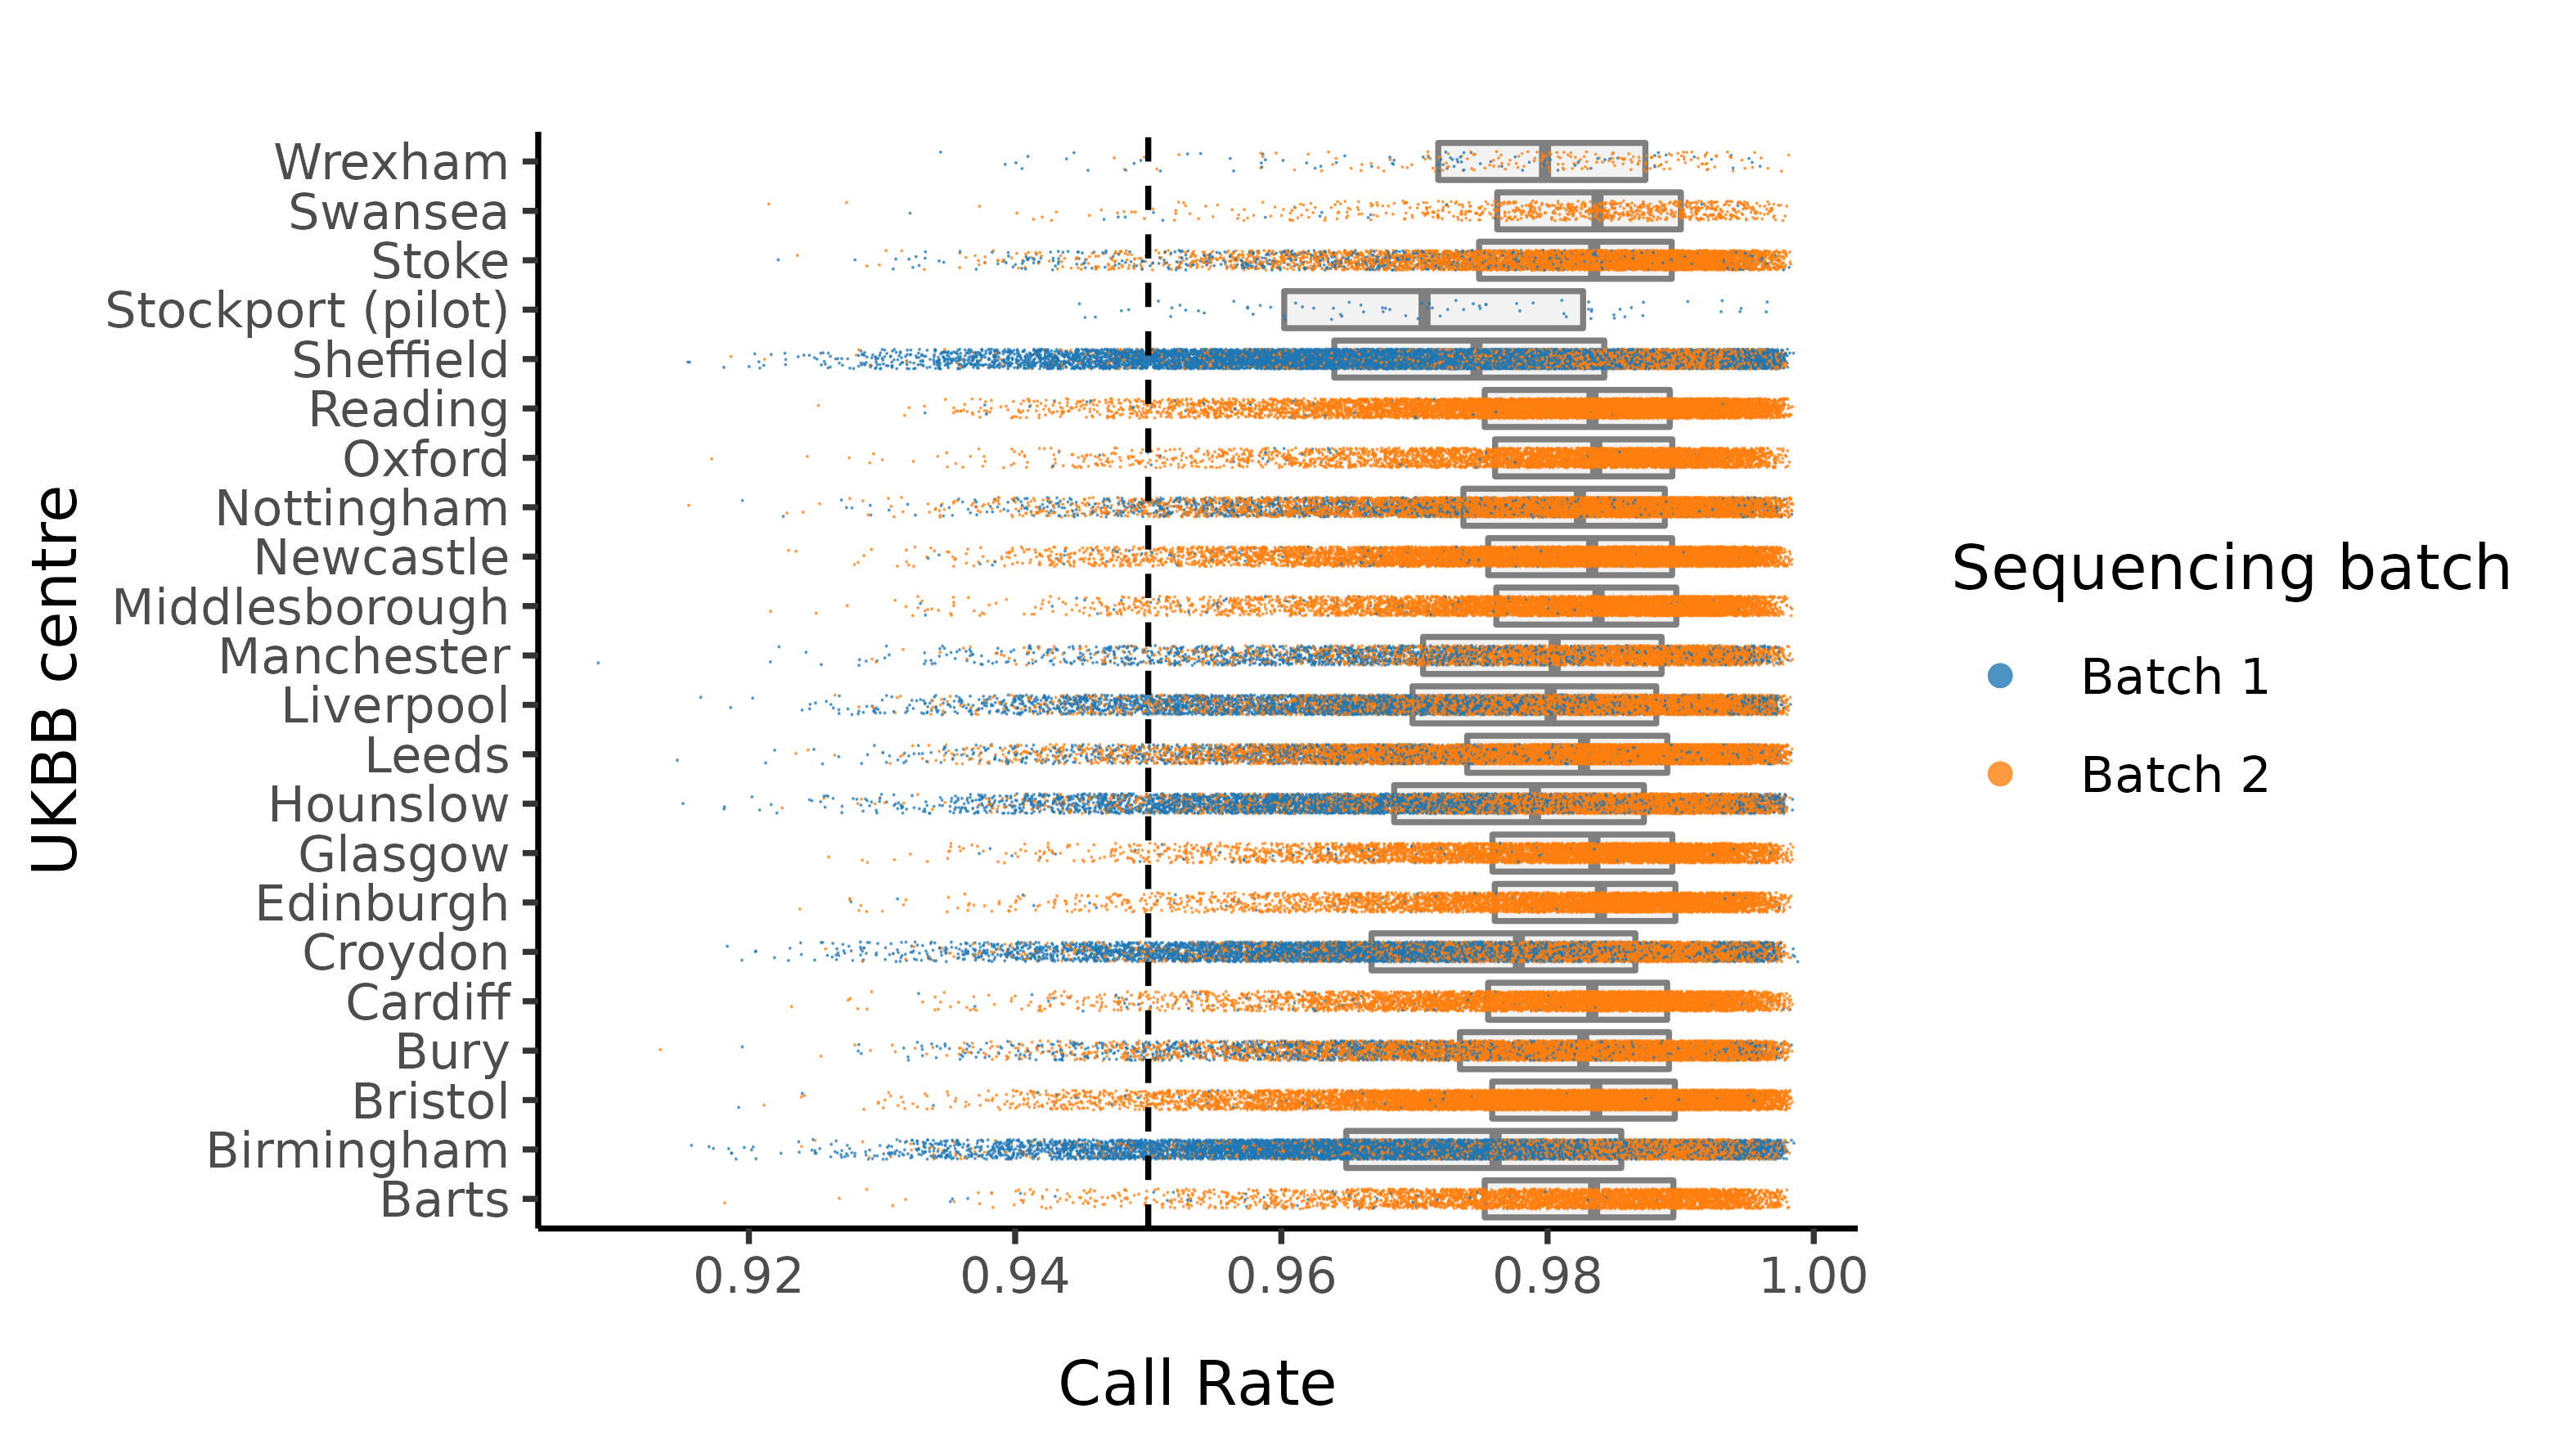 Wrexham
Swansea
Stoke
Stockport (pilot)
Sheffield
Reading
Oxford
Nottingham
Newcastle
Middlesborough
Manchester
Liverpool
Leeds
Hounslow
Glasgow
Edinburgh
Croydon
Cardiff
Bury
Bristol
Birmingham
Barts
UKBB centre
0.92 0.94 0.96 0.98 1.00
Call Rate
Sequencing batch
Batch 1
Batch 2